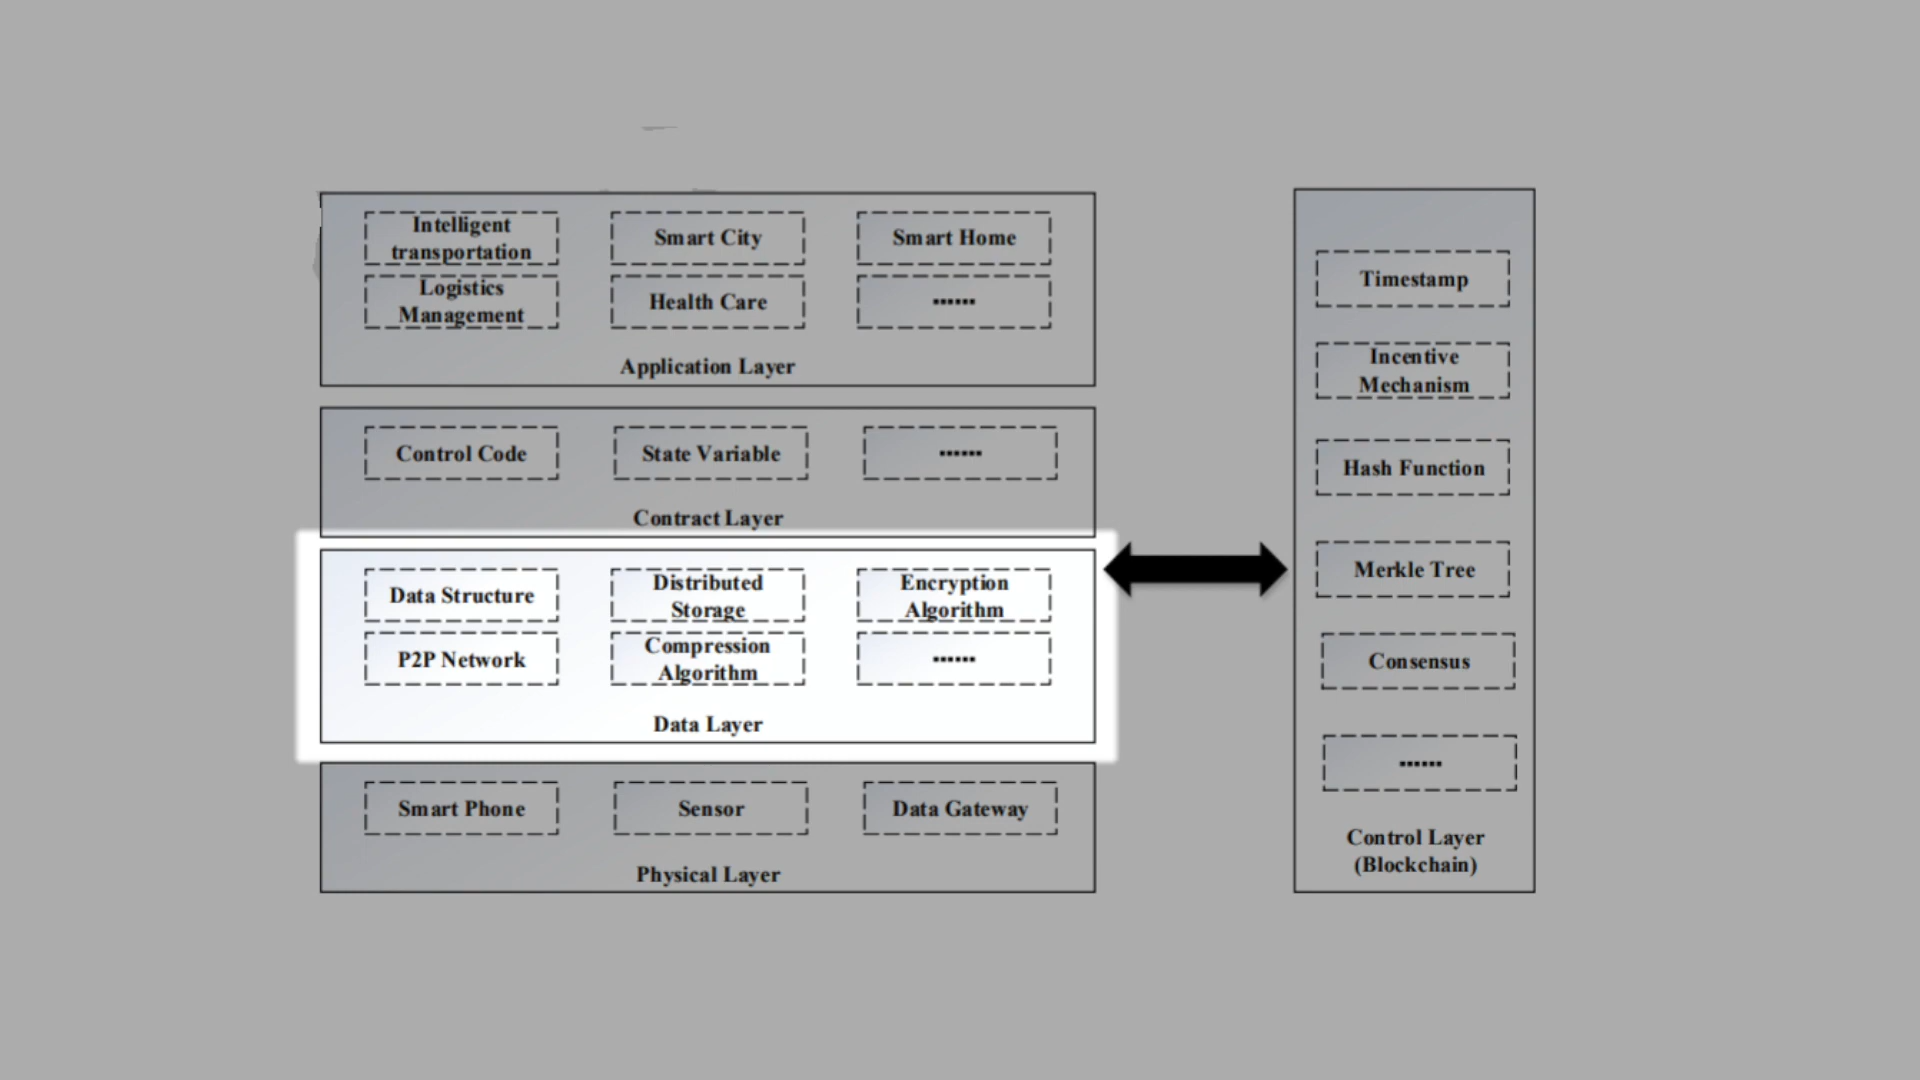 Intelligent
transportation
Smart City
Smart Home
Logistics
Management
Health Care
......
Application Layer
Control Code
State Variable
......
Contract Layer
Data Structure
Distributed
Storage
Encryption
Algorithm
P2P Network
Compression
Algorithm
......
Data Layer
Smart Phone
Sensor
Data Gateway
Physical Layer
Timestamp
Incentive
Mechanism
Hash Function
Merkle Tree
Consensus
......
Control Layer
(Blockchain)